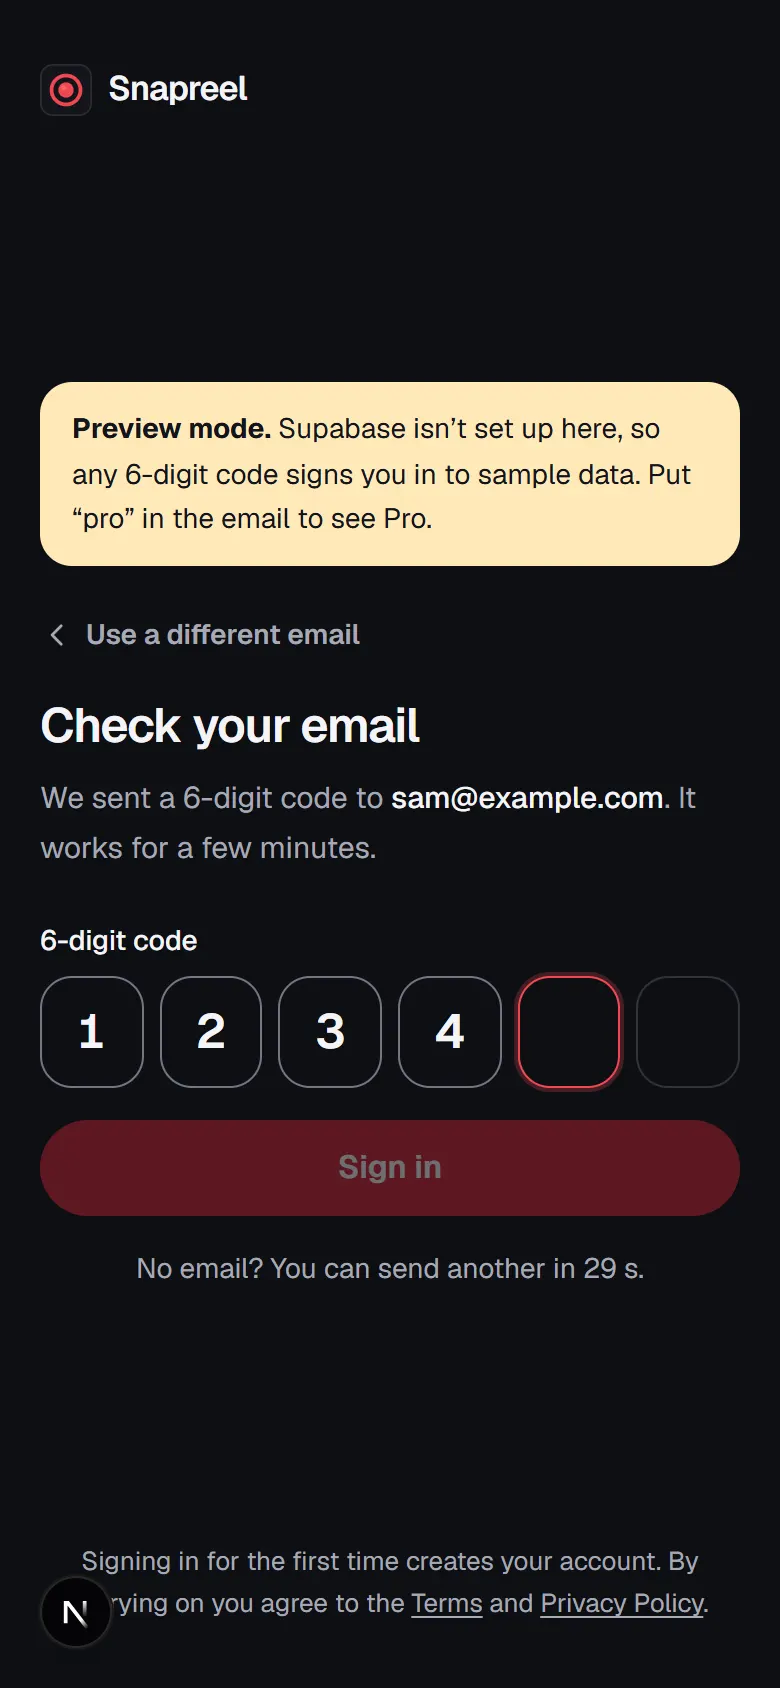 Snapreel
Preview mode. Supabase isn’t set up here, so
any 6-digit code signs you in to sample data. Put
“pro” in the email to see Pro.
Use a different email
Check your email
We sent a 6-digit code to sam@example.com. It
works for a few minutes.
6-digit code
1 2 3 4
Sign in
No email? You can send another in 29 s.
Signing in for the first time creates your account. By
rying on you agree to the Terms and Privacy Policy.
N